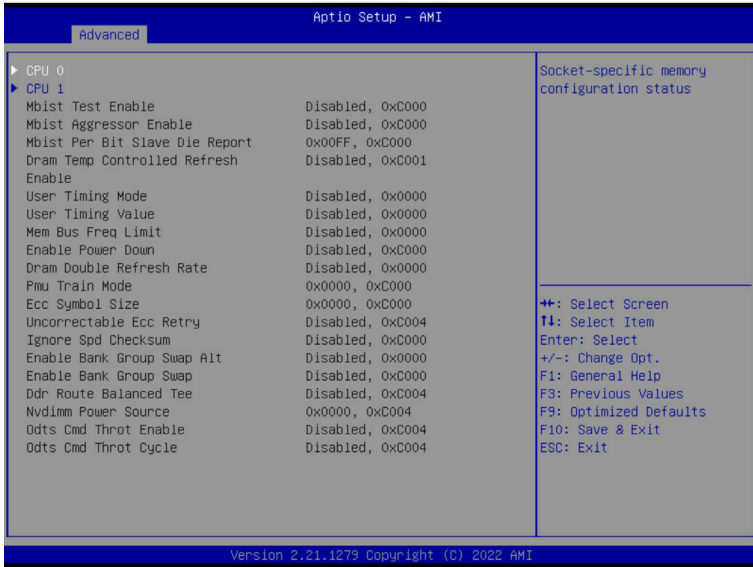 Aptio Setup – AMI
Advanced
CPU 0
CPU 1
Mbist Test Enable Disabled, 0xC000
Mbist Aggressor Enable Disabled, 0xC000
Mbist Per Bit Slave Die Report 0x00FF, 0xC000
Dram Temp Controlled Refresh Disabled, 0xC001
Enable
User Timing Mode Disabled, 0x0000
User Timing Value Disabled, 0x0000
Mem Bus Freq Limit Disabled, 0x0000
Enable Power Down Disabled, 0xC000
Dram Double Refresh Rate Disabled, 0x0000
Pmu Train Mode 0x0000, 0xC000
Ecc Symbol Size 0x0000, 0xC000
Uncorrectable Ecc Retry Disabled, 0xC004
Ignore Spd Checksum Disabled, 0xC000
Enable Bank Group Swap Alt Disabled, 0xC000
Enable Bank Group Swap Disabled, 0xC000
Ddr Route Balanced Tee Disabled, 0xC004
Nvdimm Power Source 0x0000, 0xC004
Odts Cmd Throt Enable Disabled, 0xC004
Odts Cmd Throt Cycle Disabled, 0xC004
Socket-specific memory
configuration status
→←: Select Screen
↑↓: Select Item
Enter: Select
+/-: Change Opt.
F1: General Help
F3: Previous Values
F9: Optimized Defaults
F10: Save & Exit
ESC: Exit
Version 2.21.1279 Copyright (C) 2022 AMI